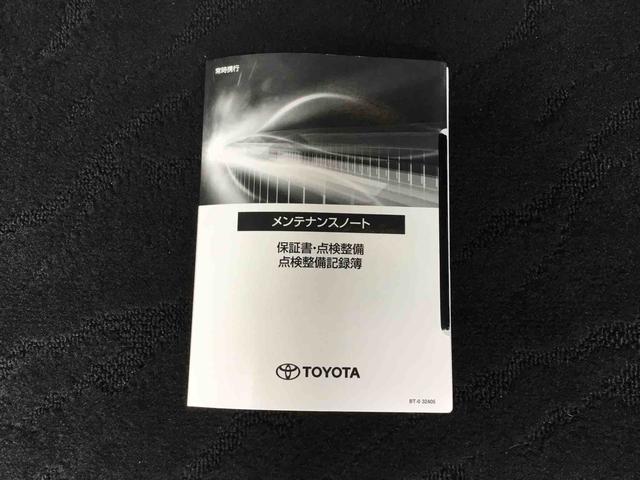 常時携行
メンテナンスノート
保証書・点検整備
点検整備記録簿
TOYOTA
BT-0 32405